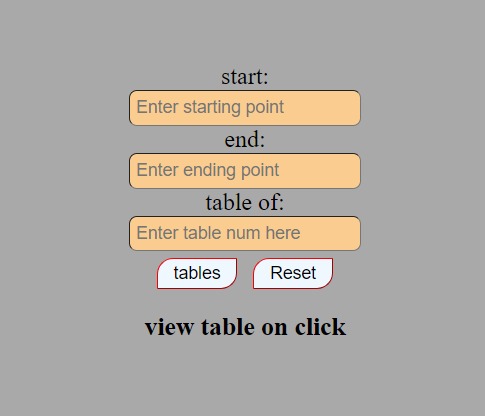 start:
Enter starting point
end:
Enter ending point
table of:
Enter table num here
tables Reset
view table on click